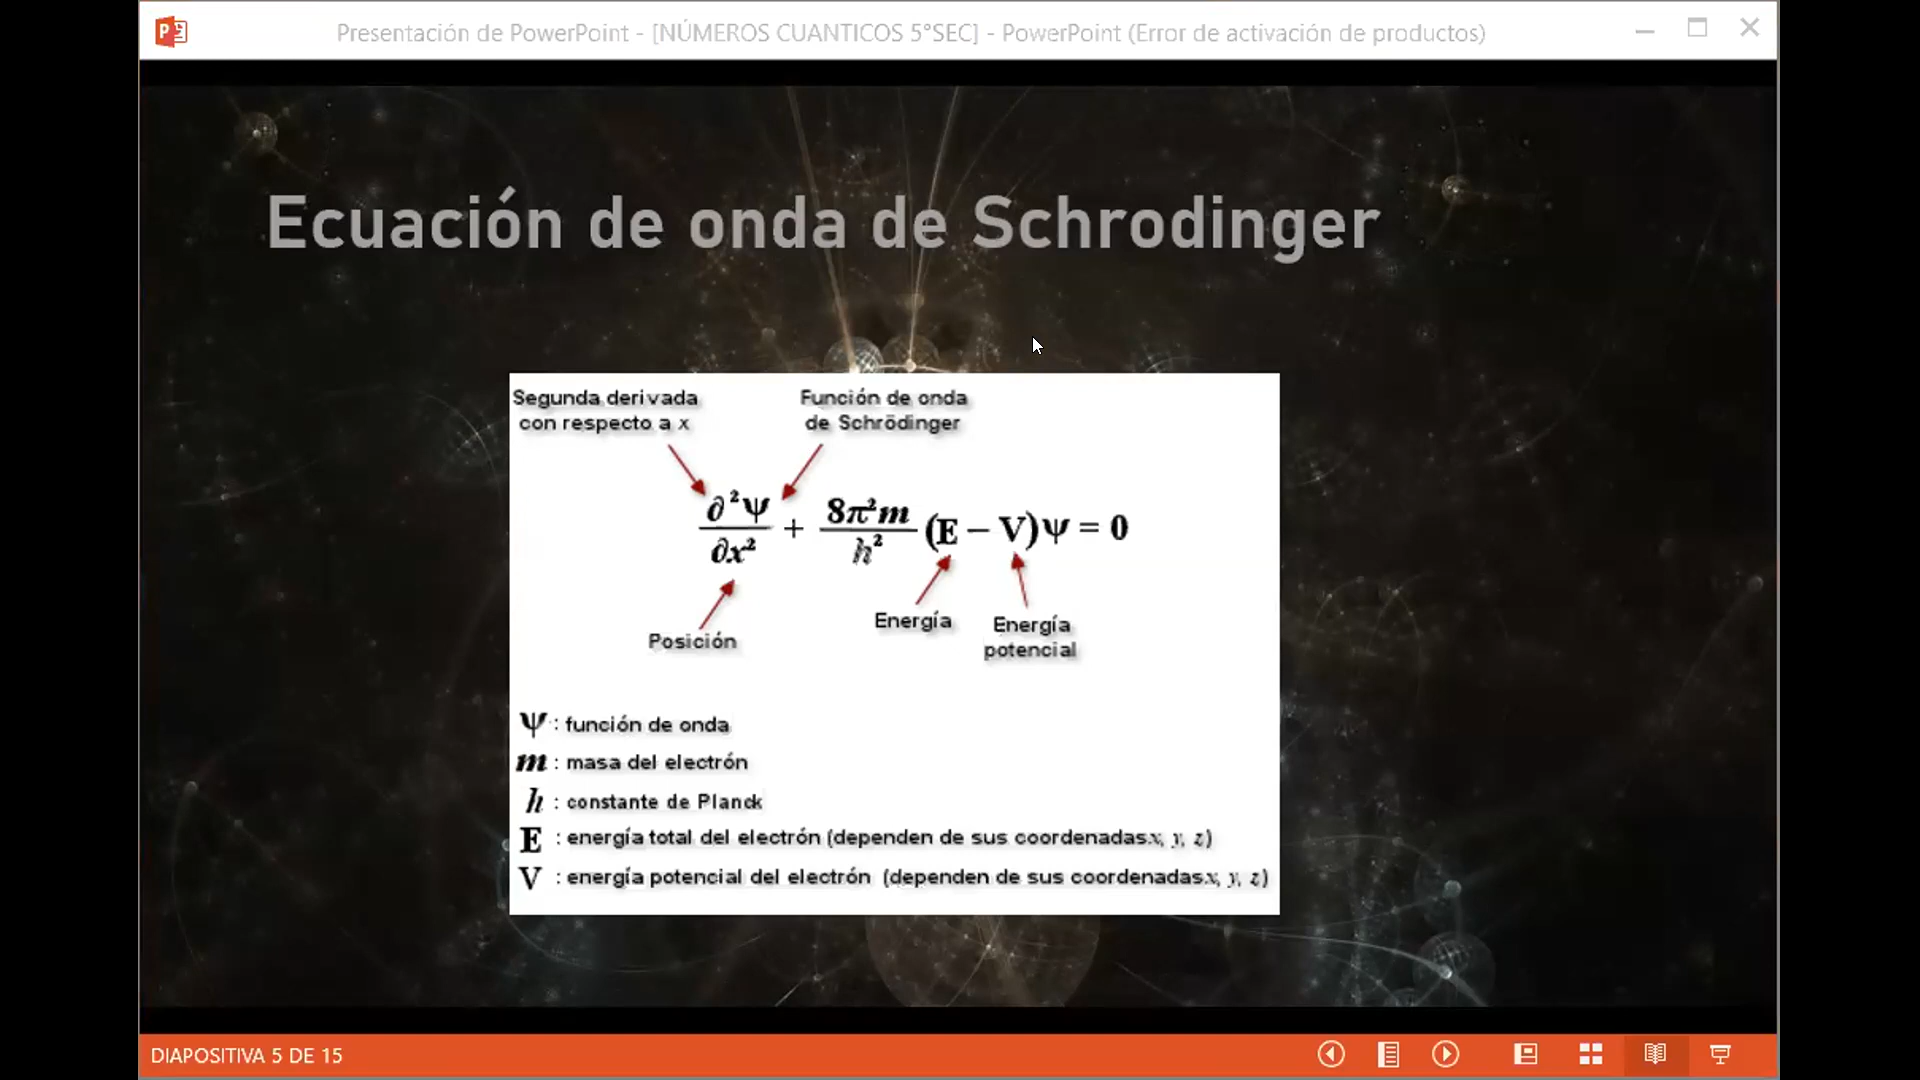 Presentación de PowerPoint - [NÚMEROS CUANTICOS 5°SEC] - PowerPoint (Error de activación de productos)
Ecuación de onda de Schrodinger
Segunda derivada
con respecto a x
Función de onda
de Schrödinger
∂²ψ/∂x² + 8π²m/h² (E − V)ψ = 0
Posición
Energía
Energía
potencial
ψ : función de onda
m : masa del electrón
h : constante de Planck
E : energía total del electrón (dependen de sus coordenadas x, y, z)
V : energía potencial del electrón (dependen de sus coordenadas x, y, z)
DIAPOSITIVA 5 DE 15